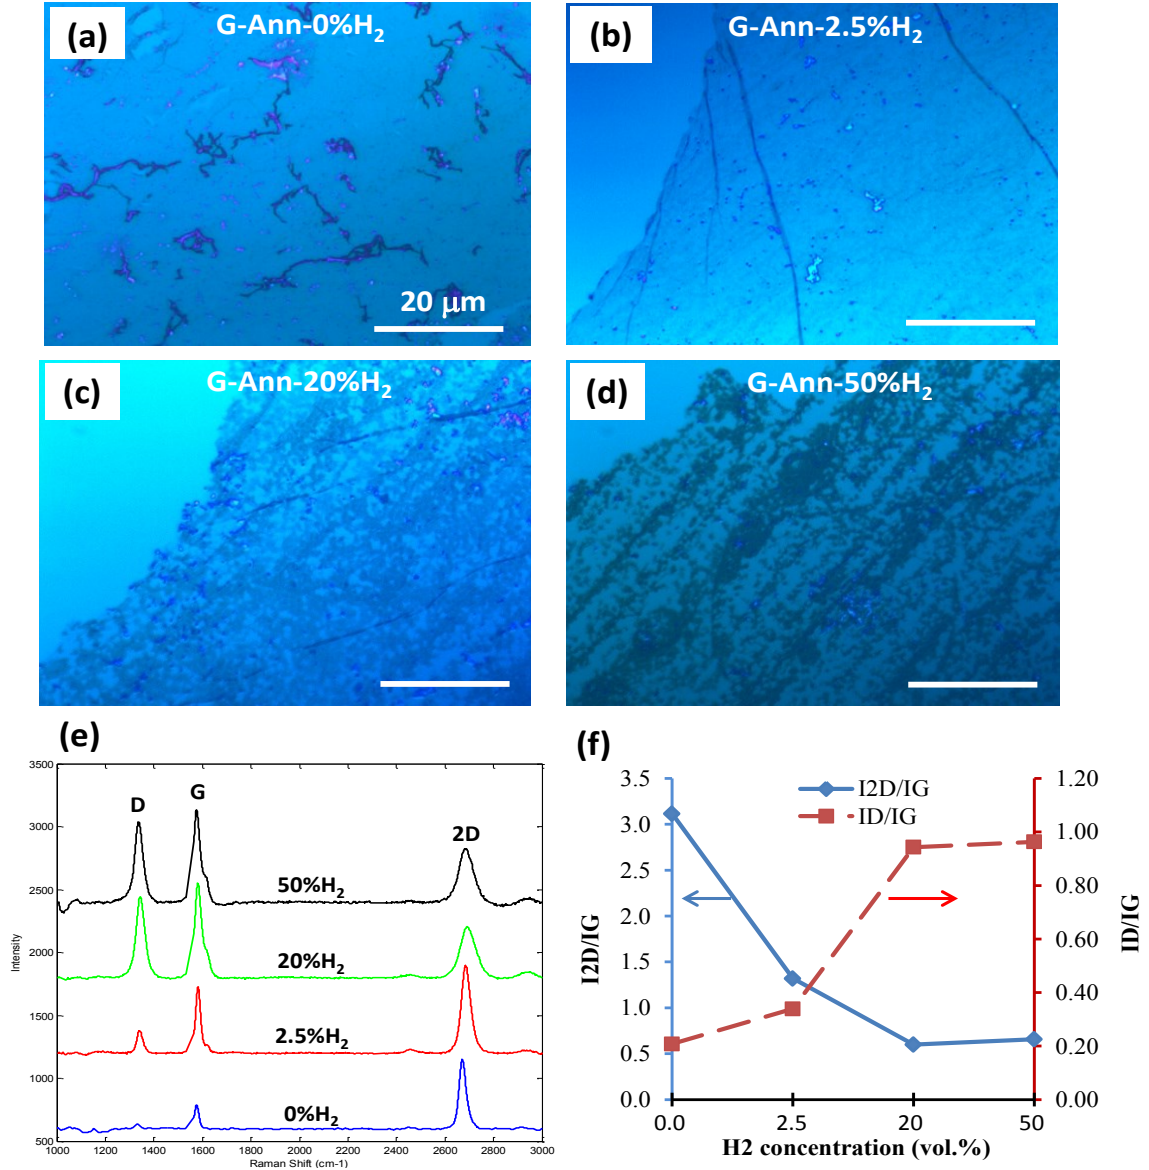 (a)
G-Ann-0%H₂
20 μm
(b)
G-Ann-2.5%H₂
(c)
G-Ann-20%H₂
(d)
G-Ann-50%H₂
(e)
3500
3000
2500
2000
1500
1000
500
Intensity
D
G
2D
50%H₂
20%H₂
2.5%H₂
0%H₂
1000 1200 1400 1600 1800 2000 2200 2400 2600 2800 3000
Raman Shift (cm-1)
(f)
3.5
3.0
2.5
2.0
1.5
1.0
0.5
0.0
I2D/IG
I2D/IG
ID/IG
1.20
1.00
0.80
0.60
0.40
0.20
0.00
ID/IG
0.0 2.5 20 50
H2 concentration (vol.%)